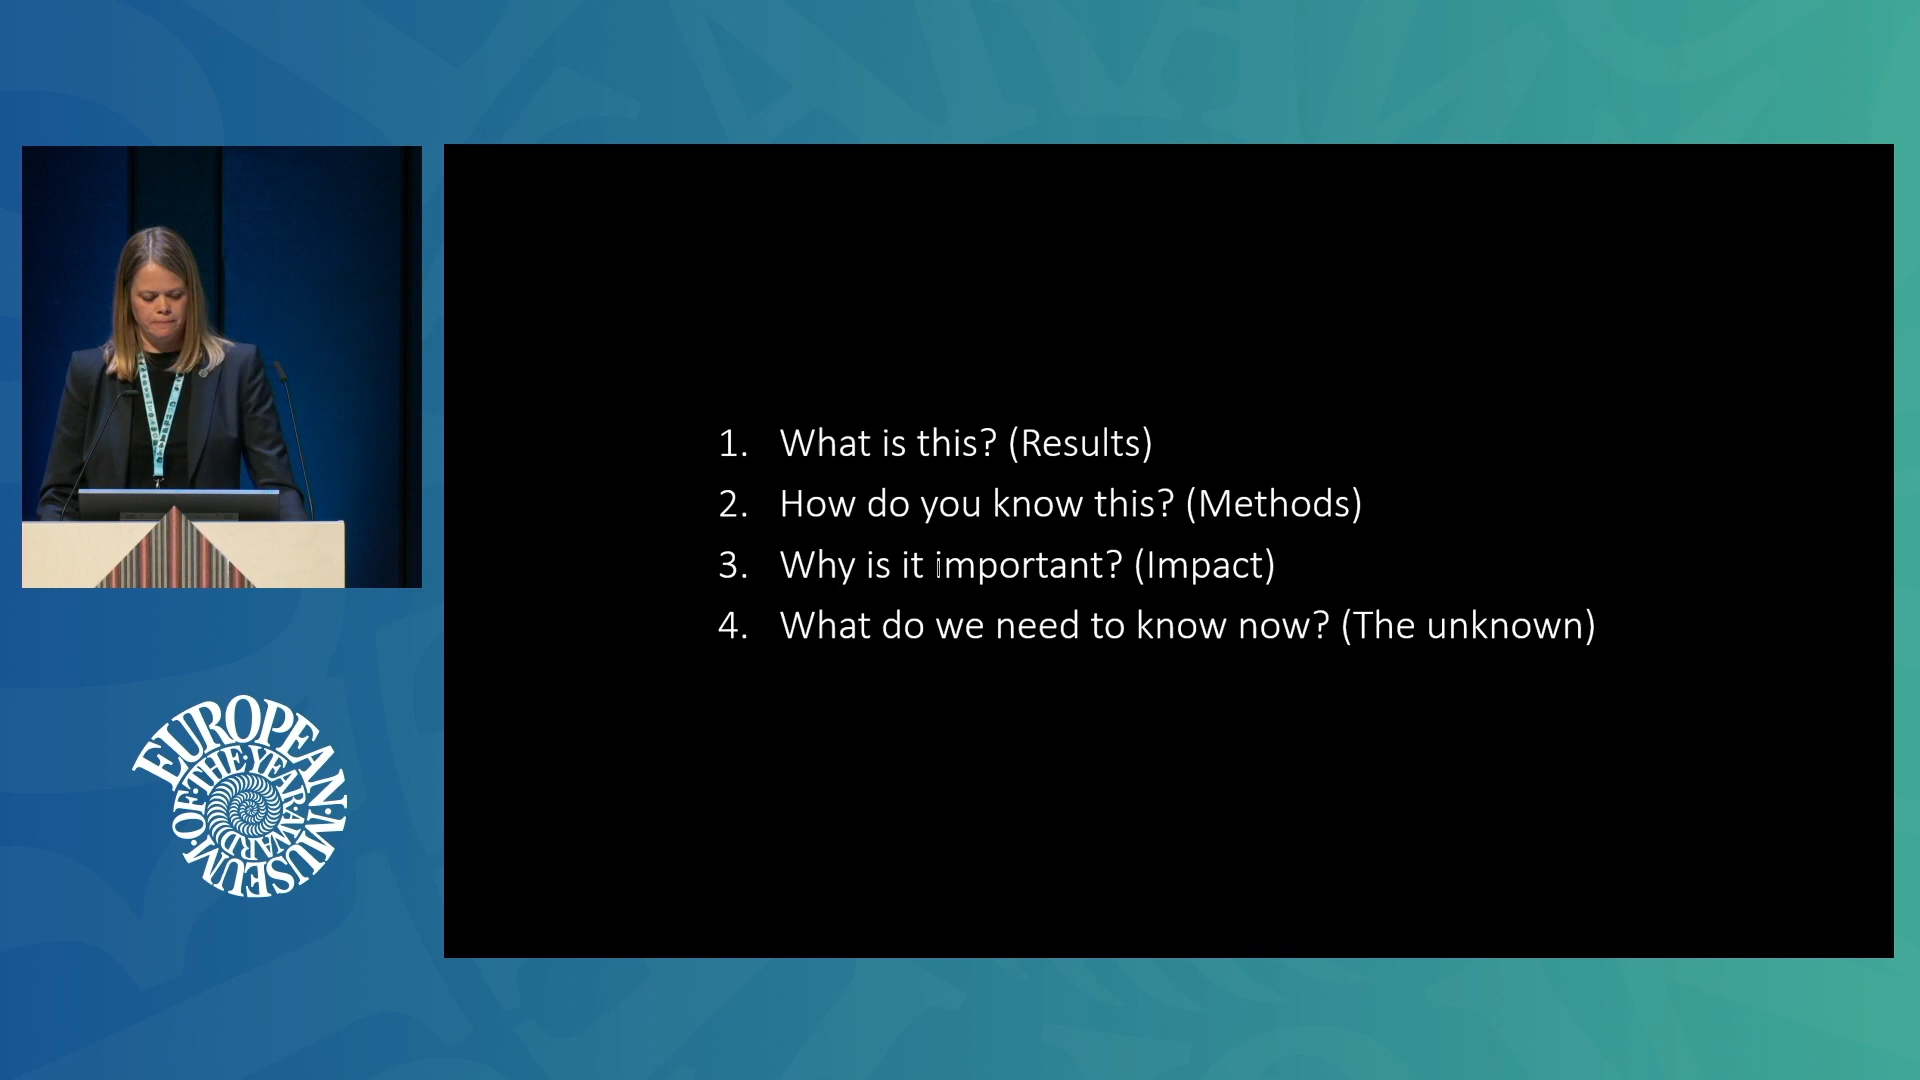 1. What is this? (Results)
2. How do you know this? (Methods)
3. Why is it important? (Impact)
4. What do we need to know now? (The unknown)
EUROPEAN·MUSEUM·OF·THE·YEAR·AWARD